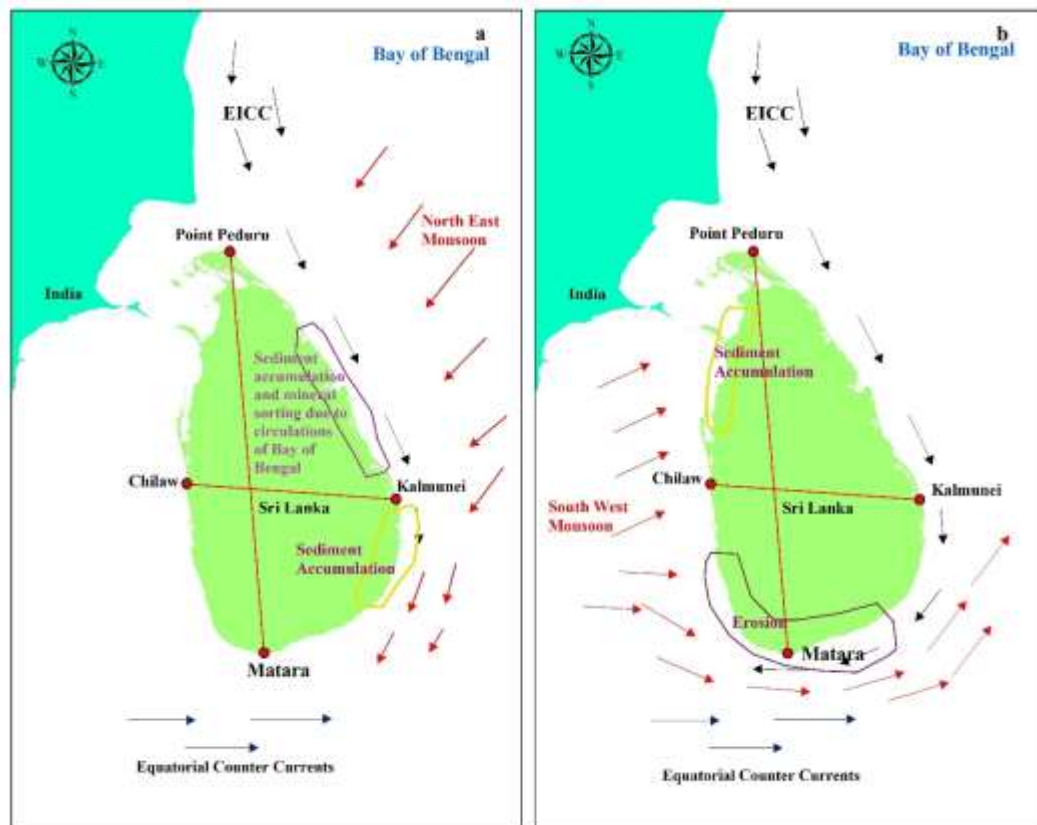 a
Bay of Bengal
N
W
E
S
EICC
North East
Monsoon
Point Peduru
India
Sediment
accumulation
and mineral
sorting due to
circulations
of Bay of
Bengal
Chilaw
Kalmunei
Sri Lanka
Sediment
Accumulation
Matara
Equatorial Counter Currents
b
Bay of Bengal
N
W
E
S
EICC
Point Peduru
India
Sediment
Accumulation
Chilaw
Kalmunei
South West
Monsoon
Sri Lanka
Erosion
Matara
Equatorial Counter Currents